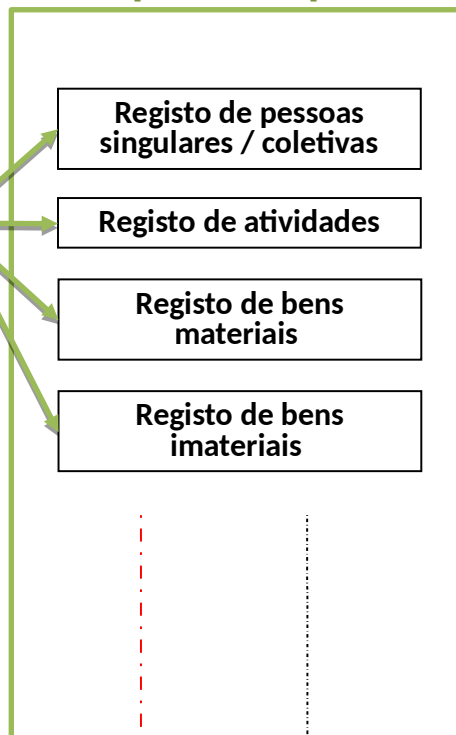 Registo de pessoas
singulares / coletivas
Registo de atividades
Registo de bens
materiais
Registo de bens
imateriais